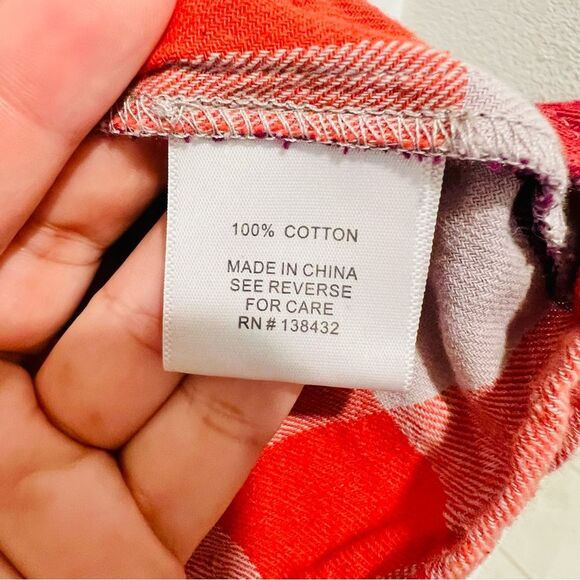 100% COTTON
MADE IN CHINA
SEE REVERSE
FOR CARE
RN # 138432